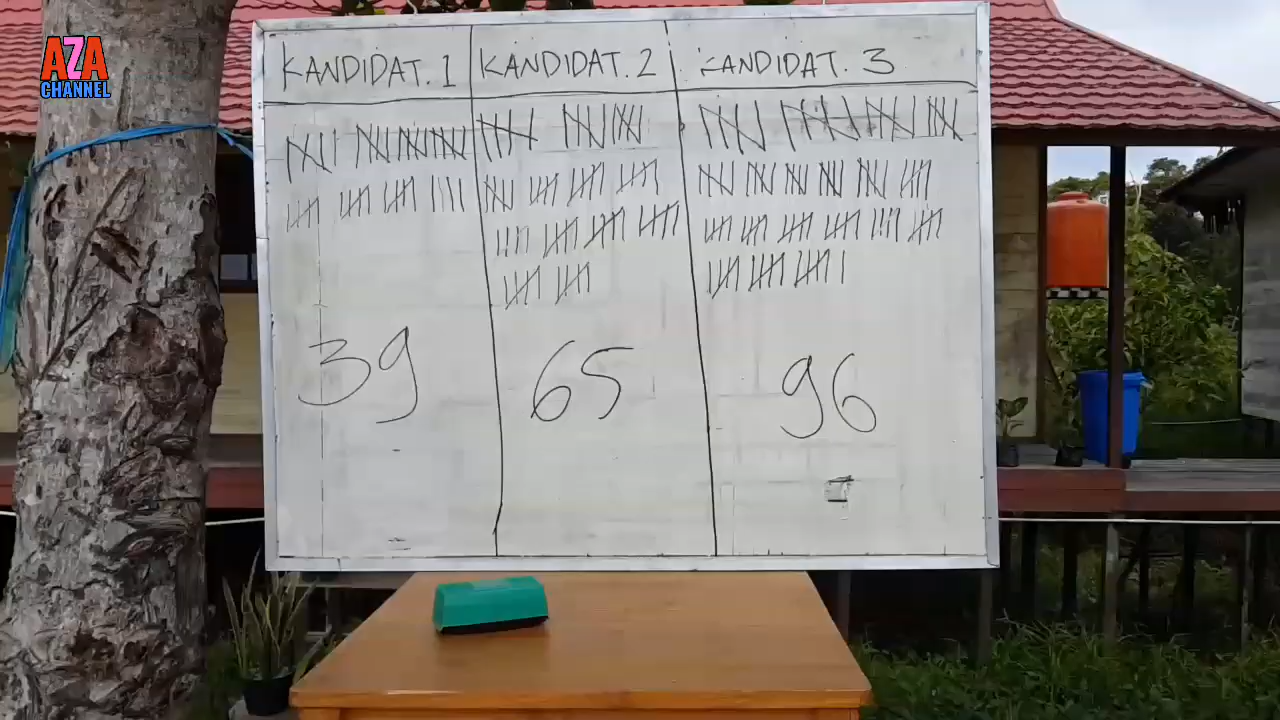 AZA
CHANNEL
KANDIDAT. 1
KANDIDAT. 2
KANDIDAT. 3
39
65
96